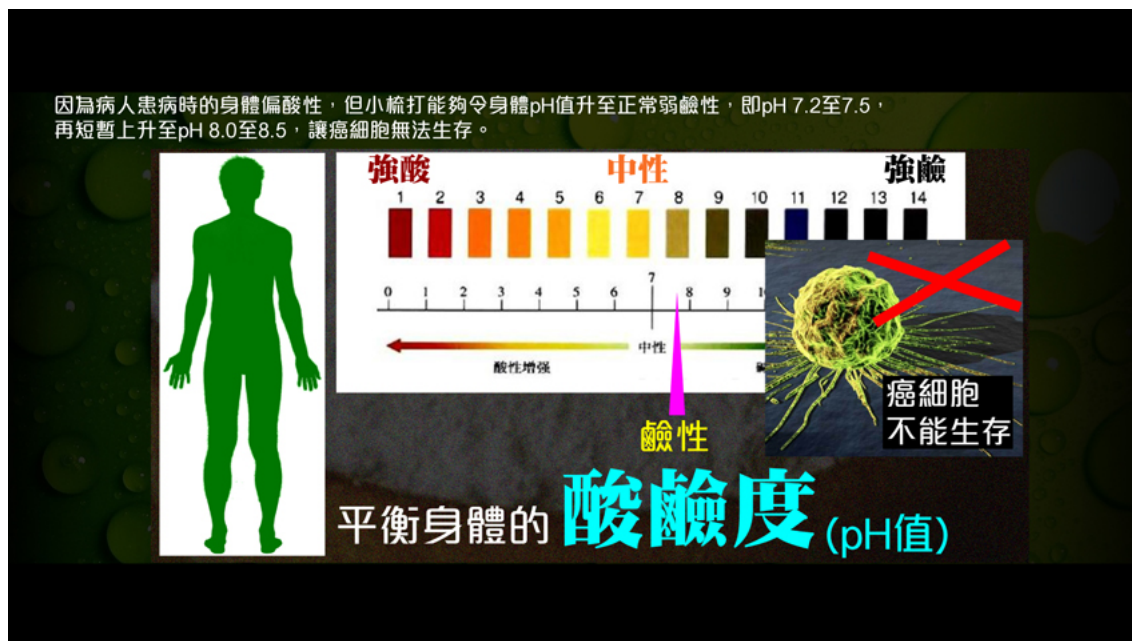 因為病人患病時的身體偏酸性，但小梳打能夠令身體pH值升至正常弱鹼性，即pH 7.2至7.5，
再短暫上升至pH 8.0至8.5，讓癌細胞無法生存。
強酸 中性 強鹼
1 2 3 4 5 6 7 8 9 10 11 12 13 14
7
0 1 2 3 4 5 6 8 9
中性
酸性增强
癌細胞
不能生存
鹼性
平衡身體的酸鹼度(pH值)